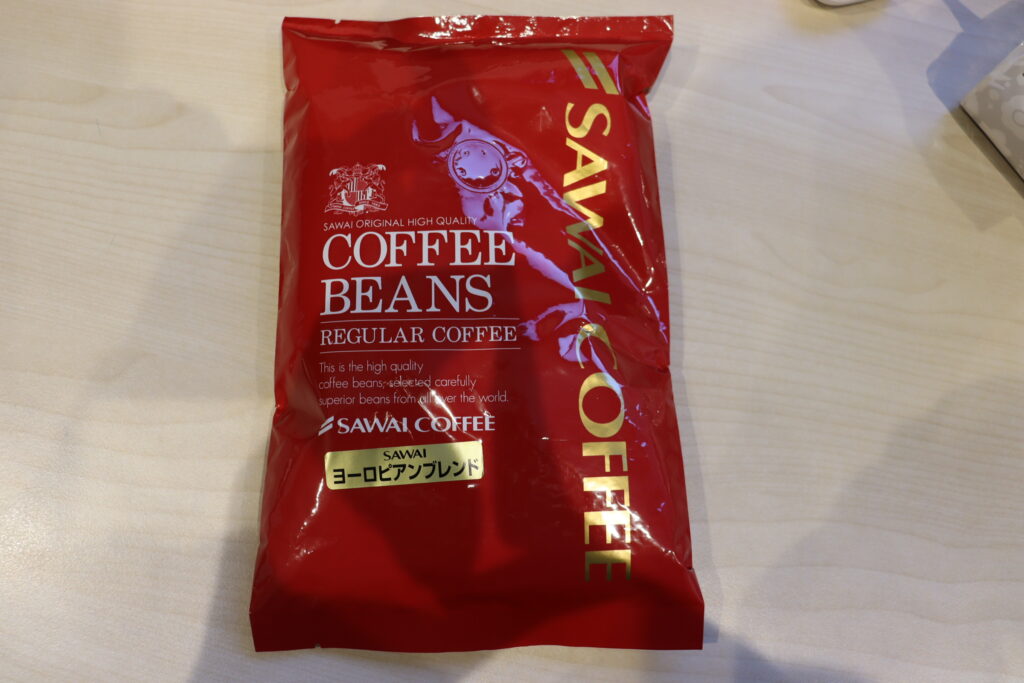 SAWAI ORIGINAL HIGH QUALITY
COFFEE
BEANS
REGULAR COFFEE
This is the high quality
coffee beans, selected carefully
superior beans from all over the world.
SAWAI COFFEE
SAWAI
ヨーロピアンブレンド
SAWAI COFFEE